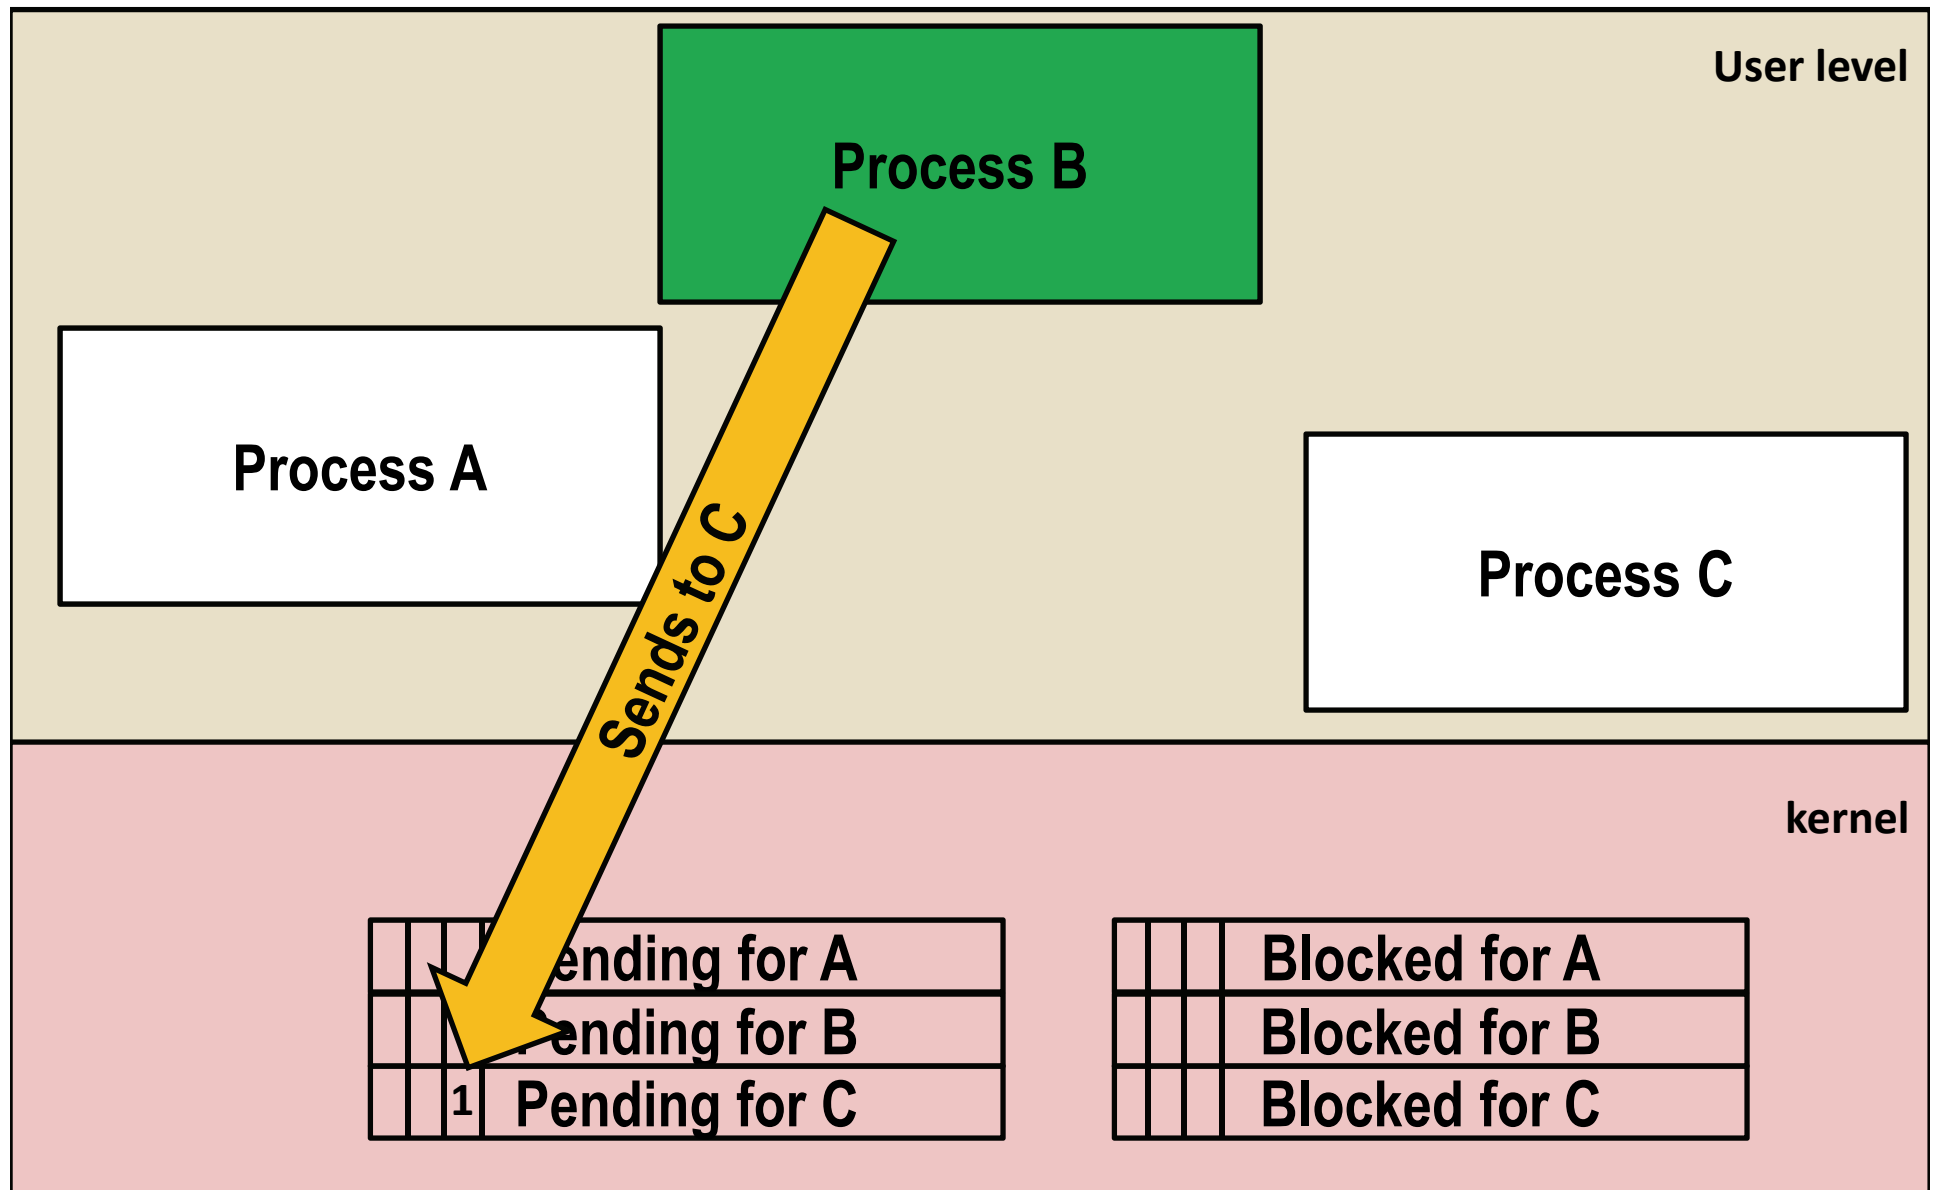 User level
Process B
Process A
Sends to C
Process C
kernel
ending for A
Blocked for A
Pending for B
Blocked for B
1
Pending for C
Blocked for C